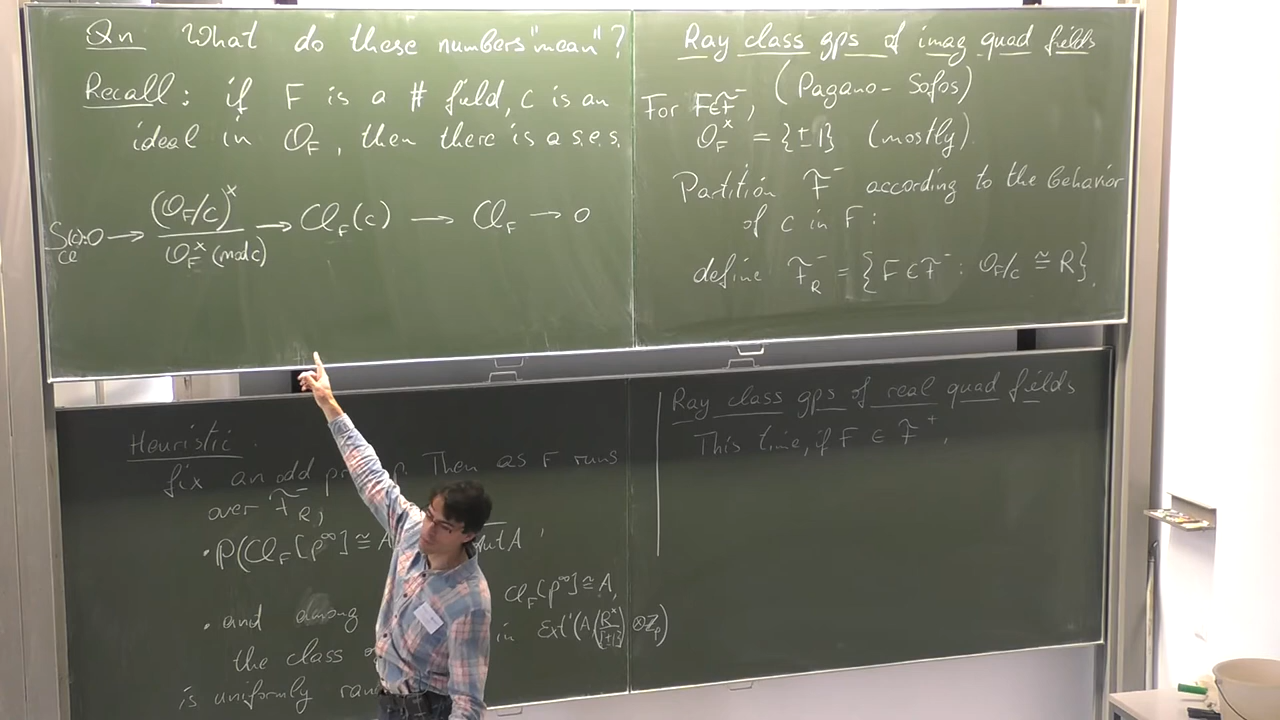 Qn What do these numbers "mean"?
Recall: if F is a # field, c is an
ideal in O_F, then there is a s.e.s.
S_Cl(c): 0 → (O_F/c)^× / O_F^× (mod c) → Cl_F(c) → Cl_F → 0
Ray class gps of imag quad fields
(Pagano - Sofos)
For F∈F̃^-,
O_F^× = {±1} (mostly)
Partition F̃^- according to the behavior
of c in F:
define F̃_R^- = {F ∈ F̃^- : O_F/c ≅ R}.
Heuristic.
fix an odd p. Then as F runs
over F̃_R^-,
• P(Cl_F[p^∞] ≅ A utA
• and among Cl_F[p^∞] ≅ A,
the class in Ext^1(A, (R^×/{±1}) ⊗ Z_p)
is uniformly ran
Ray class gps of real quad fields
This time, if F ∈ F̃^+,